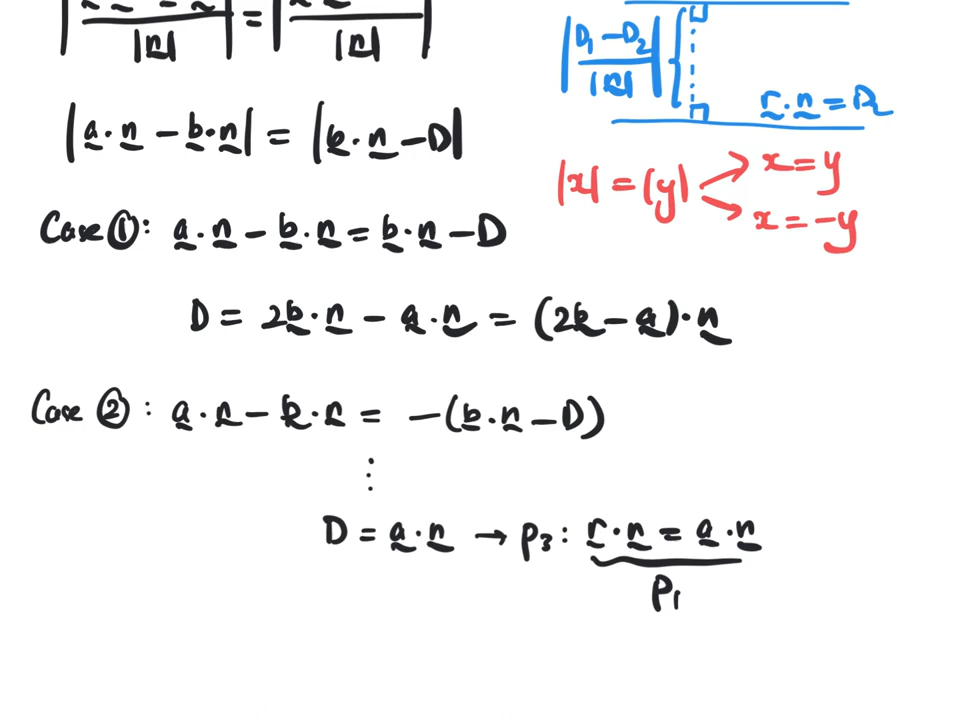 |n| = |n|
|a·n − b·n| = |b·n − D|
Case ①: a·n − b·n = b·n − D
D = 2b·n − a·n = (2b − a)·n
Case ②: a·n − b·n = −(b·n − D)
⋮
D = a·n → p₃: r·n = a·n
p₁
|D₁ − D₂ / |n||
r·n = D₂
|x| = |y|
x = y
x = −y